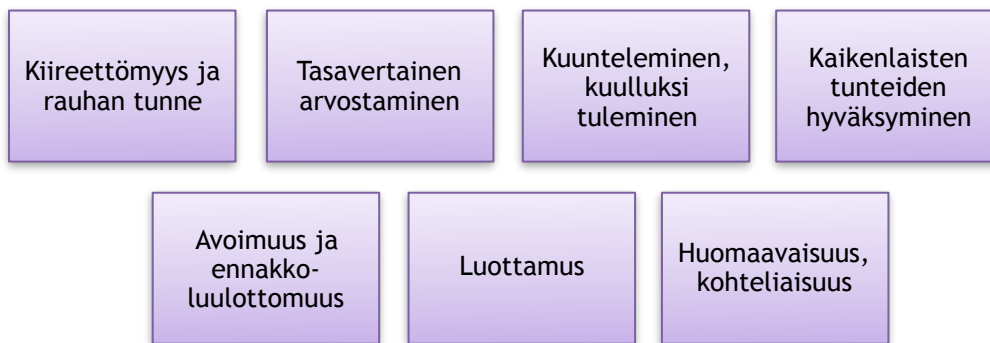 Kiireettömyys ja
rauhan tunne
Tasavertainen
arvostaminen
Kuunteleminen,
kuulluksi
tuleminen
Kaikenlaisten
tunteiden
hyväksyminen
Avoimuus ja
ennakko-
luulottomuus
Luottamus
Huomaavaisuus,
kohteliaisuus